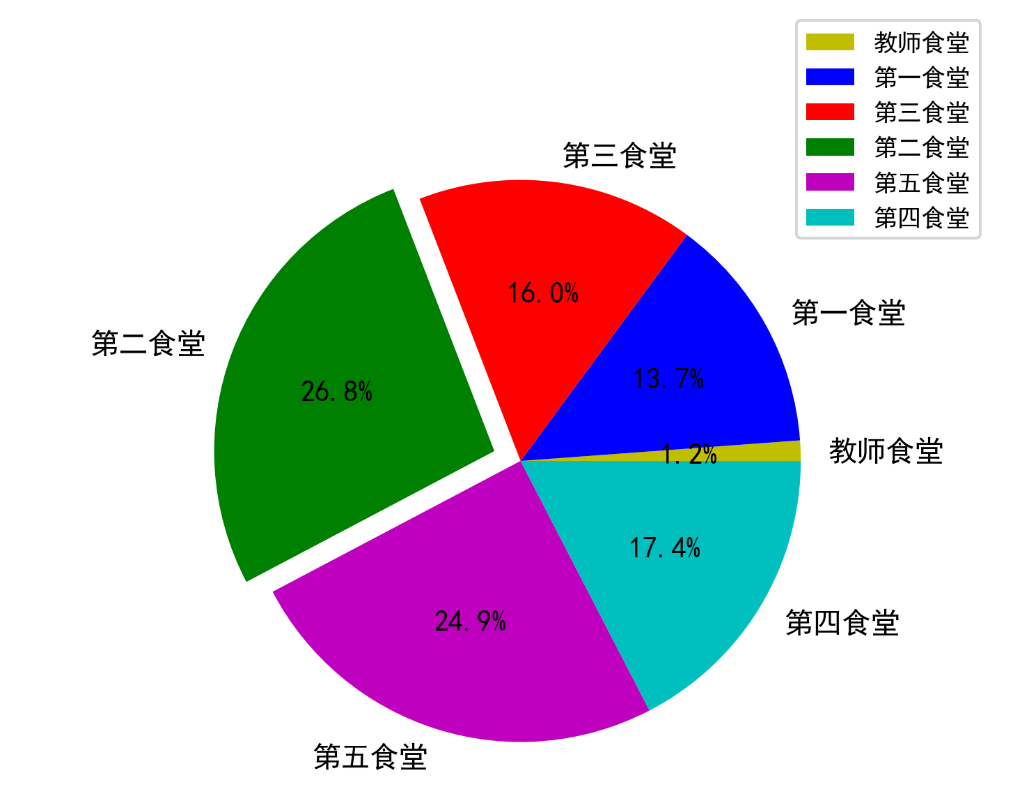 教师食堂
第一食堂
第三食堂
第二食堂
第五食堂
第四食堂
第三食堂
16.0%
第一食堂
第二食堂
13.7%
26.8%
教师食堂
1.2%
17.4%
24.9%
第四食堂
第五食堂